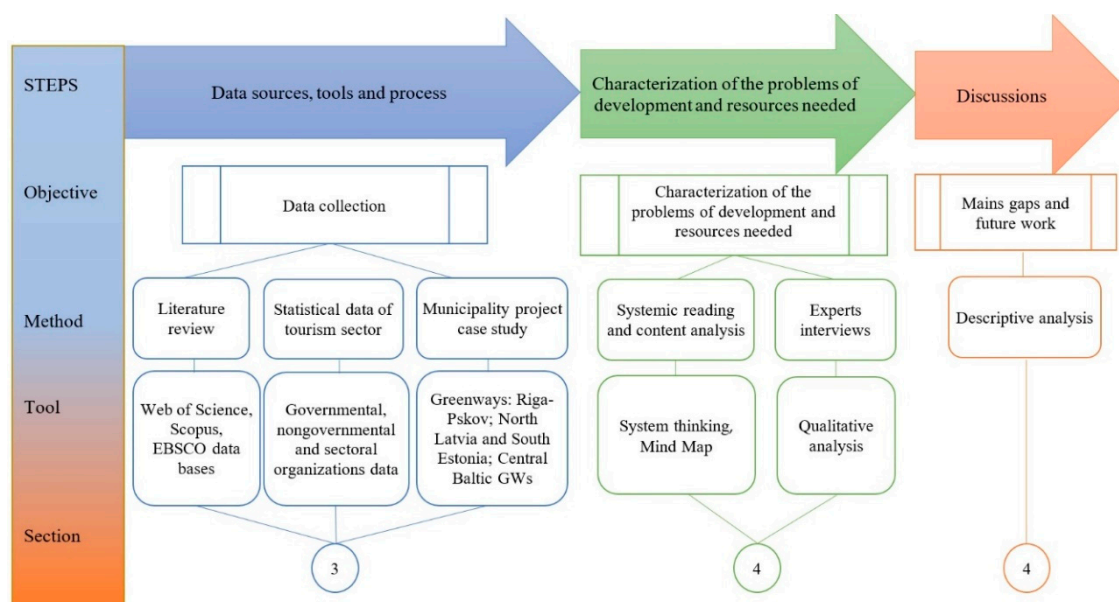 STEPS
Data sources, tools and process
Characterization of the problems of
development and resources needed
Discussions
Objective
Data collection
Characterization of the
problems of development and
resources needed
Mains gaps and
future work
Method
Literature
review
Statistical data of
tourism sector
Municipality project
case study
Systemic reading
and content analysis
Experts
interviews
Descriptive analysis
Tool
Web of Science,
Scopus,
EBSCO data
bases
Governmental,
nongovernmental
and sectoral
organizations data
Greenways: Riga-
Pskov; North
Latvia and South
Estonia; Central
Baltic GWs
System thinking,
Mind Map
Qualitative
analysis
Section
3
4
4